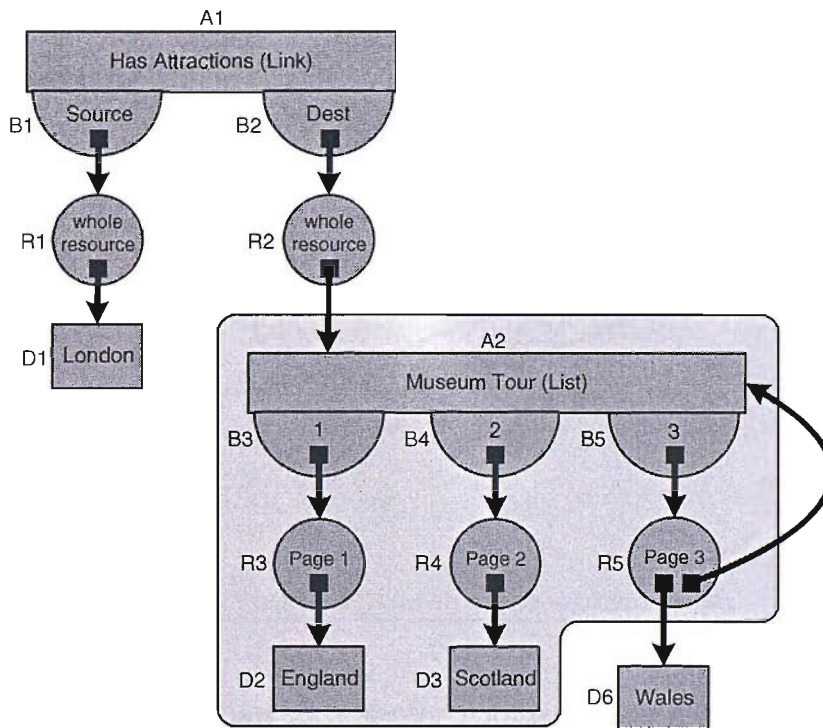 A1
Has Attractions (Link)
B1
Source
B2
Dest
R1
whole
resource
R2
whole
resource
D1
London
A2
Museum Tour (List)
B3
1
B4
2
B5
3
R3
Page 1
R4
Page 2
R5
Page 3
D2
England
D3
Scotland
D6
Wales